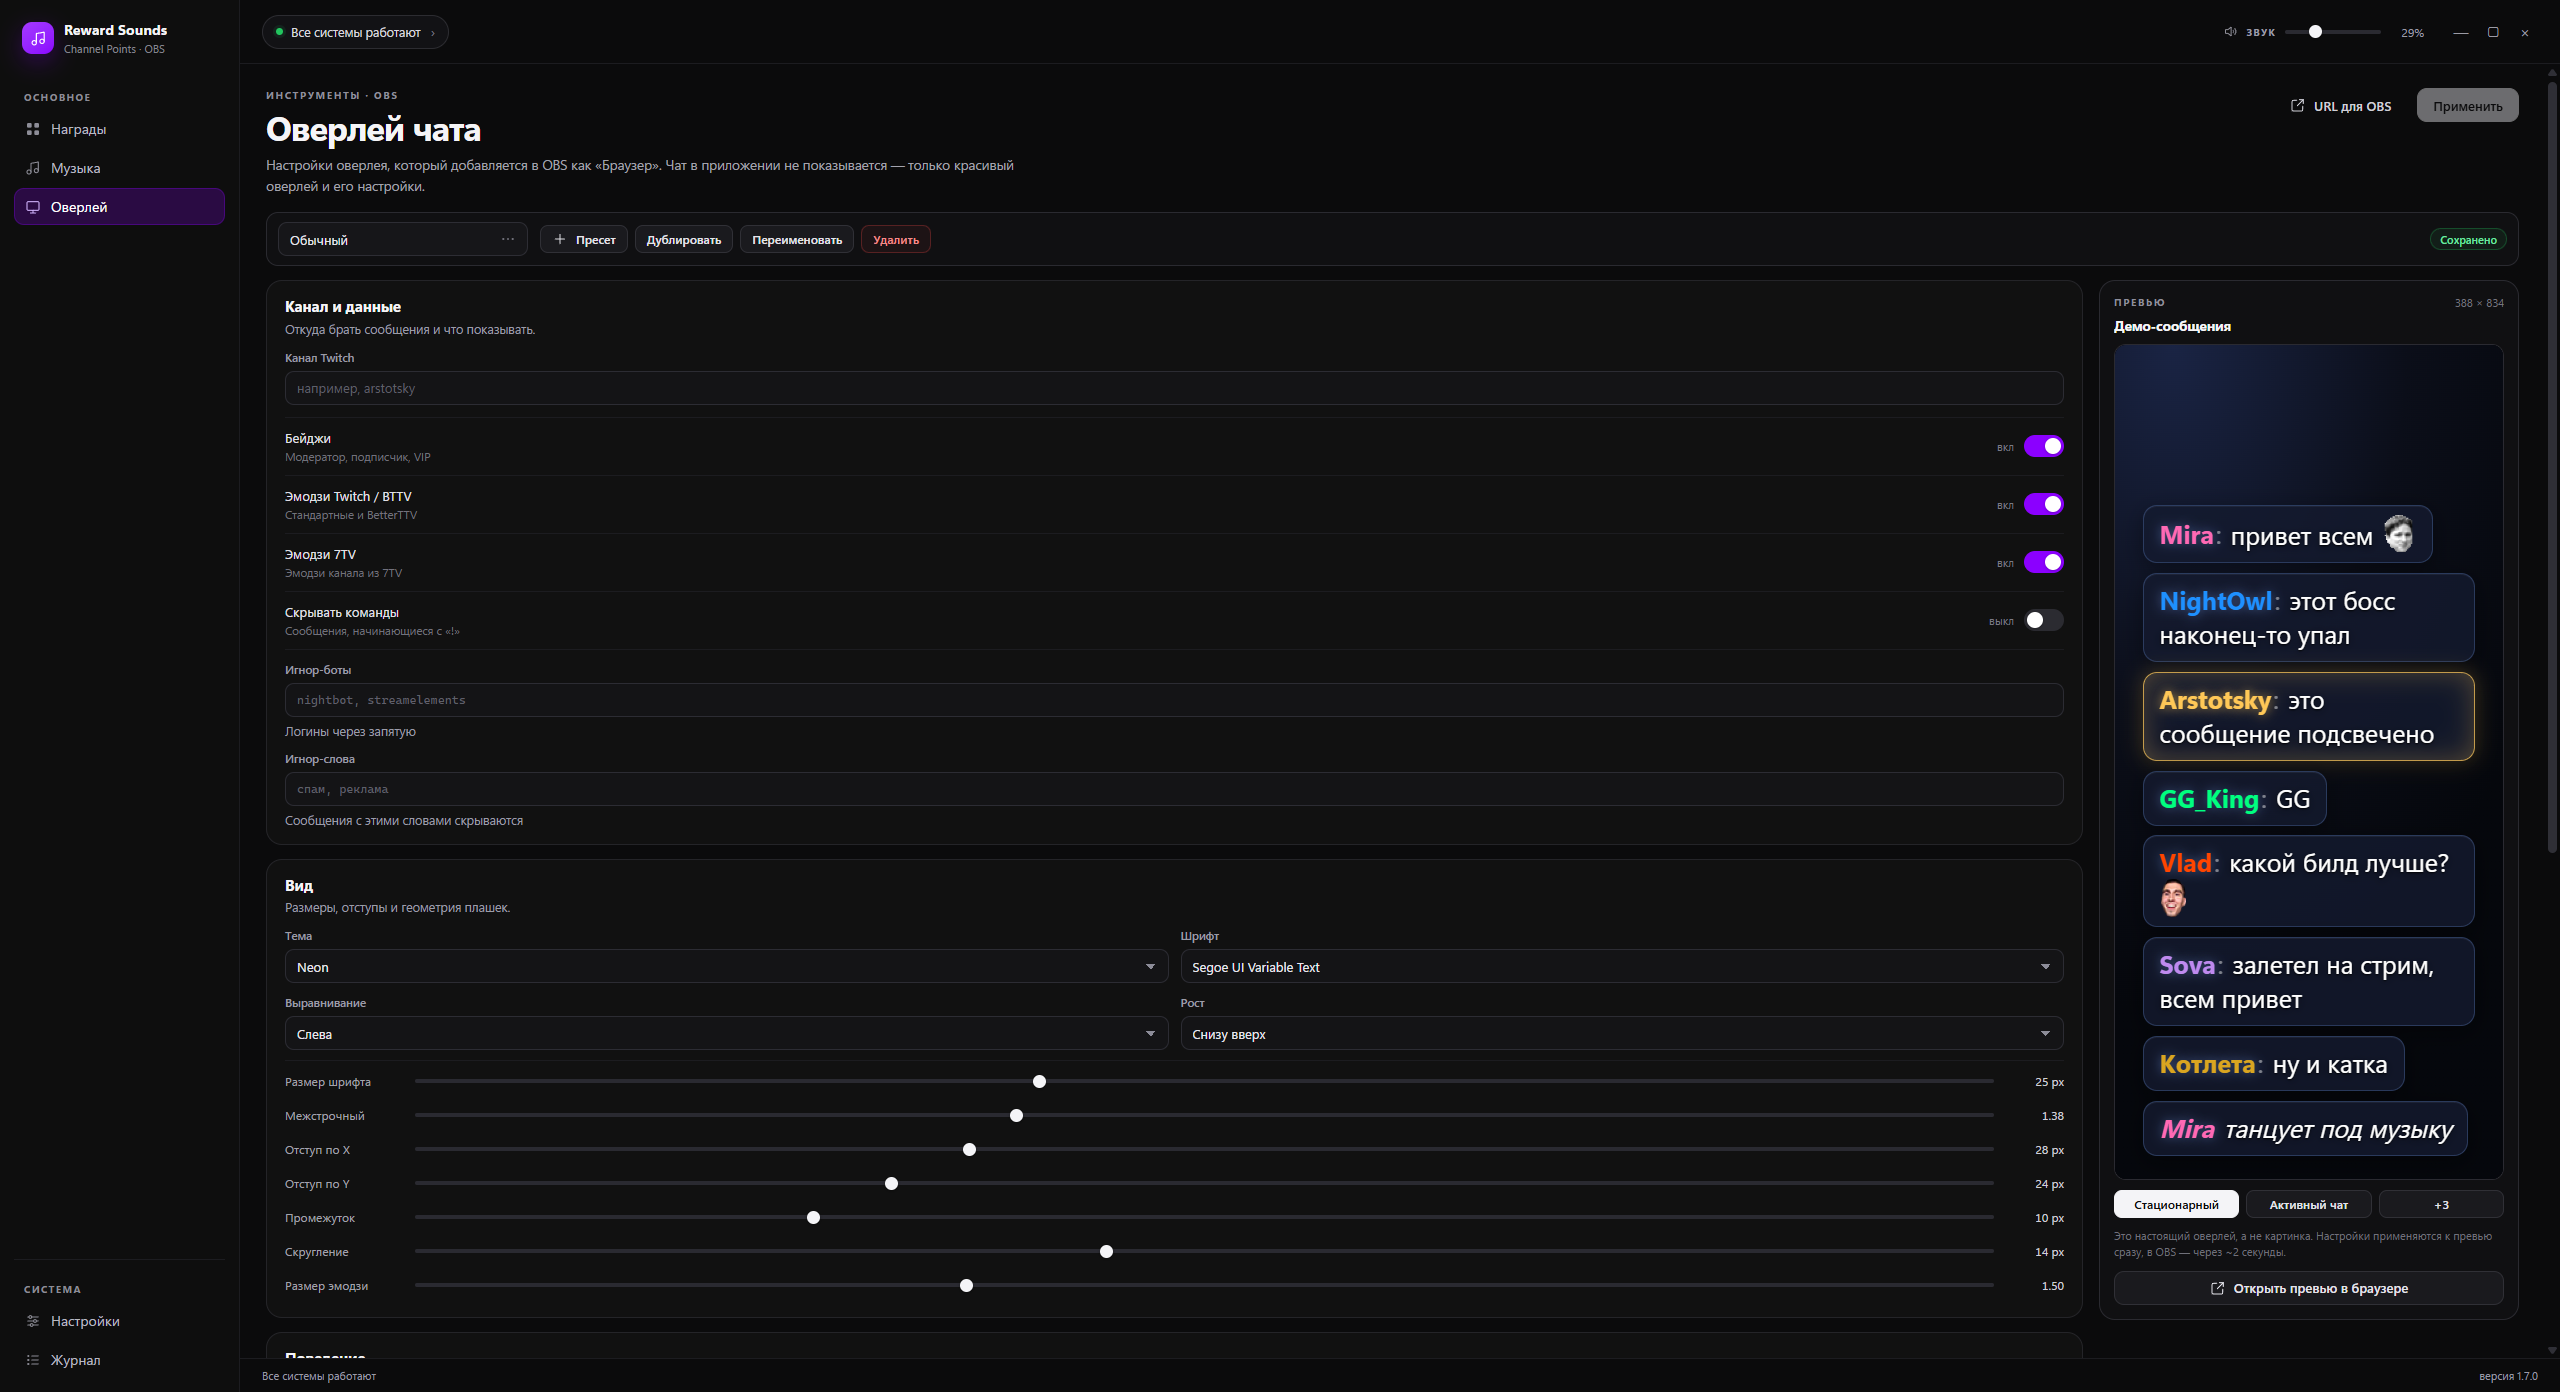 Reward Sounds
Channel Points · OBS
ОСНОВНОЕ
Награды
Музыка
Оверлей
СИСТЕМА
Настройки
Журнал
Все системы работают ›
ЗВУК
29%
ИНСТРУМЕНТЫ · OBS
Оверлей чата
Настройки оверлея, который добавляется в OBS как «Браузер». Чат в приложении не показывается — только красивый
оверлей и его настройки.
URL для OBS
Применить
Обычный ···
+ Пресет
Дублировать
Переименовать
Удалить
Сохранено
Канал и данные
Откуда брать сообщения и что показывать.
Канал Twitch
например, arstotsky
Бейджи
Модератор, подписчик, VIP
вкл
Эмодзи Twitch / BTTV
Стандартные и BetterTTV
вкл
Эмодзи 7TV
Эмодзи канала из 7TV
вкл
Скрывать команды
Сообщения, начинающиеся с «!»
выкл
Игнор-боты
nightbot, streamelements
Логины через запятую
Игнор-слова
спам, реклама
Сообщения с этими словами скрываются
Вид
Размеры, отступы и геометрия плашек.
Тема
Neon
Шрифт
Segoe UI Variable Text
Выравнивание
Слева
Рост
Снизу вверх
Размер шрифта 25 px
Межстрочный 1.38
Отступ по X 28 px
Отступ по Y 24 px
Промежуток 10 px
Скругление 14 px
Размер эмодзи 1.50
Поведение
ПРЕВЬЮ
388 × 834
Демо-сообщения
Mira: привет всем
NightOwl: этот босс
наконец-то упал
Arstotsky: это
сообщение подсвечено
GG_King: GG
Vlad: какой билд лучше?
Sova: залетел на стрим,
всем привет
Котлета: ну и катка
Mira танцует под музыку
Стационарный
Активный чат
+3
Это настоящий оверлей, а не картинка. Настройки применяются к превью
сразу, в OBS — через ~2 секунды.
Открыть превью в браузере
Все системы работают
версия 1.7.0